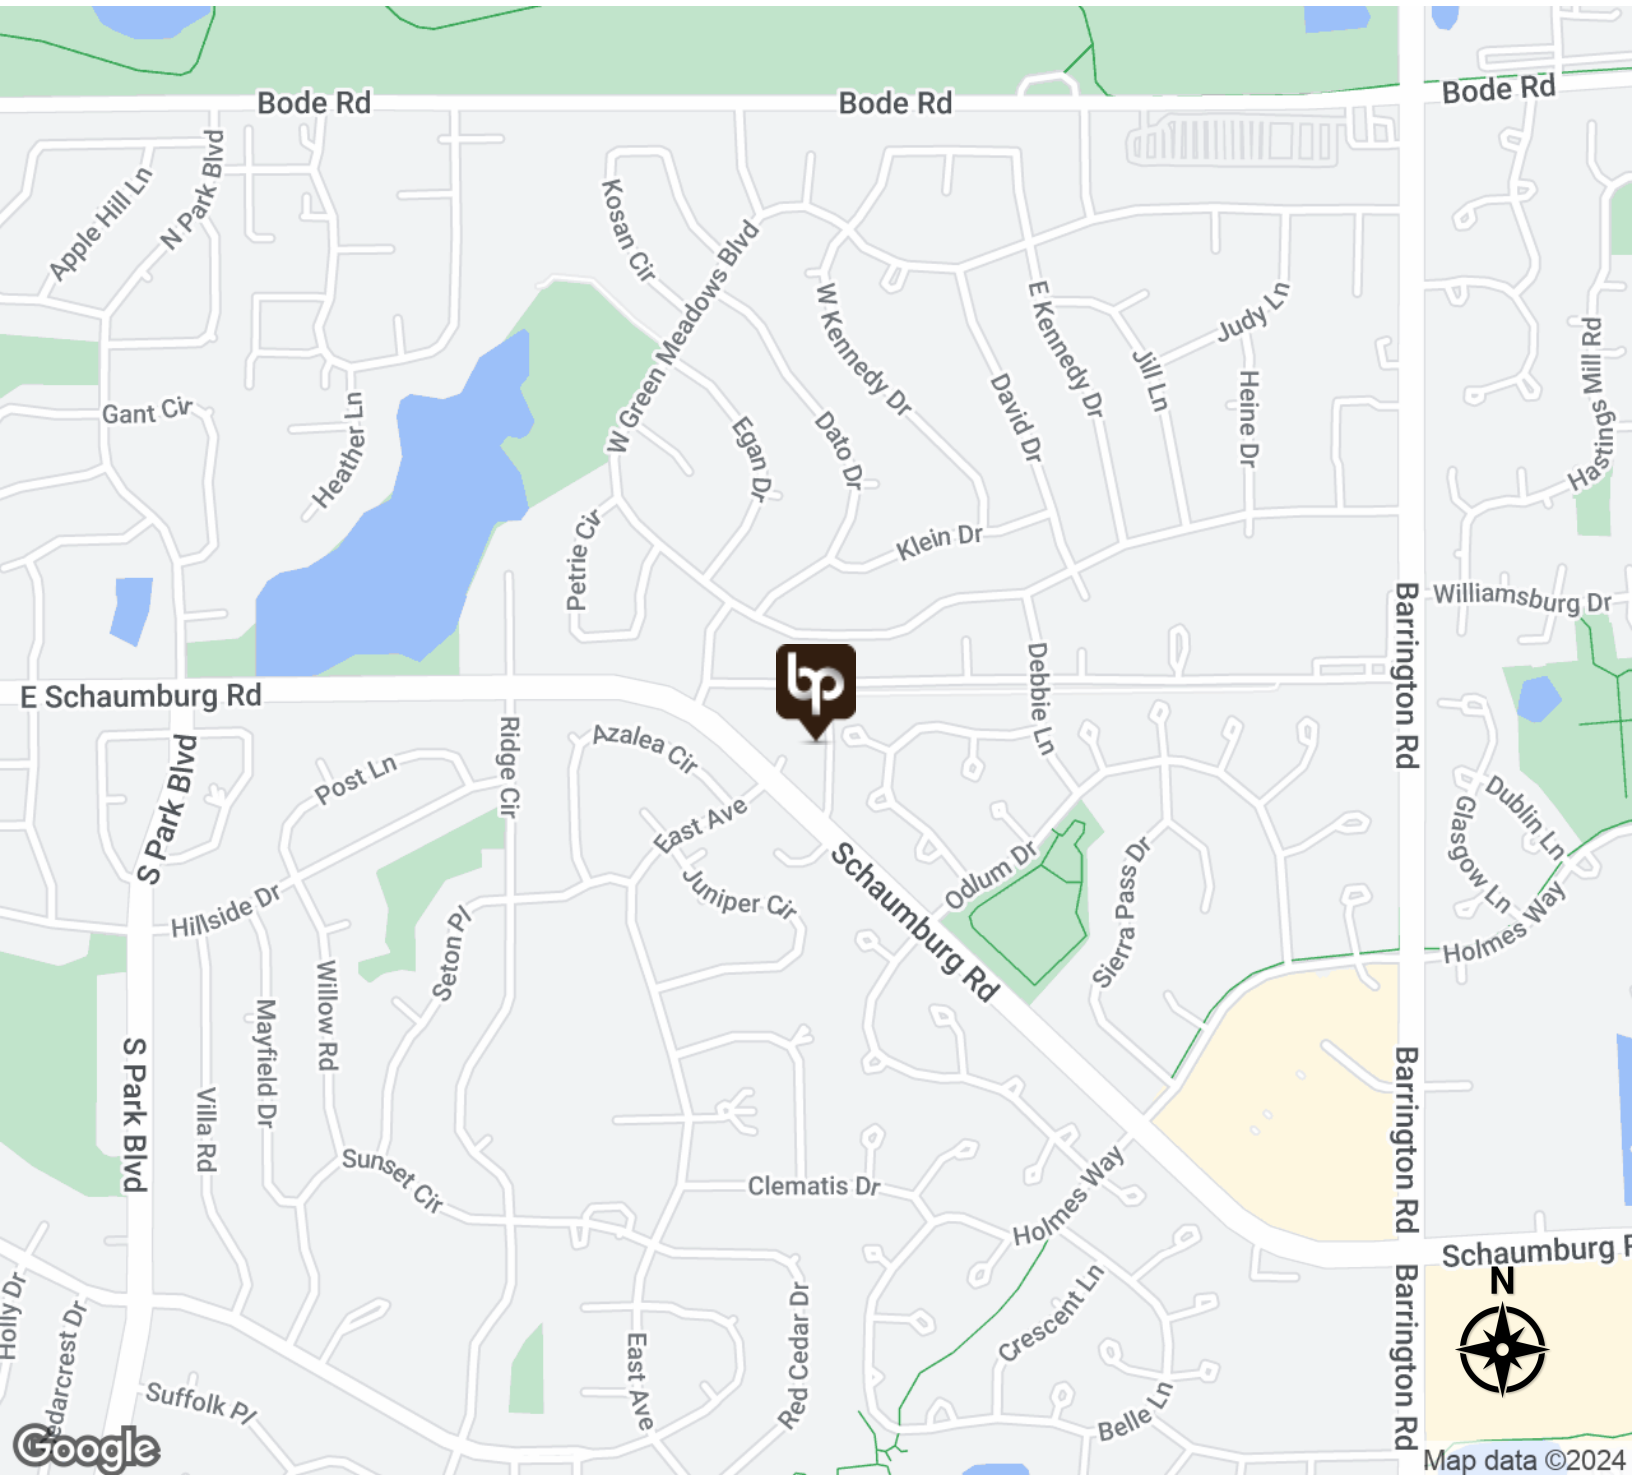 Bode Rd
Bode Rd
Bode Rd
Apple Hill Ln
N Park Blvd
Kosan Cir
W Green Meadows Blvd
W Kennedy Dr
E Kennedy Dr
Judy Ln
Jill Ln
Heine Dr
Hastings Mill Rd
Gant Cir
Heather Ln
Egan Dr
Dato Dr
David Dr
Petrie Cir
Klein Dr
Williamsburg Dr
Barrington Rd
E Schaumburg Rd
bp
Debbie Ln
Ridge Cir
Azalea Cir
S Park Blvd
Post Ln
East Ave
Dublin Ln
Glasgow Ln
Schaumburg Rd
Odlum Dr
Sierra Pass Dr
Juniper Cir
Hillside Dr
Seton Pl
Holmes Way
Willow Rd
Mayfield Dr
Villa Rd
S Park Blvd
Barrington Rd
Sunset Cir
Clematis Dr
Holmes Way
Schaumburg R
N
Holly Dr
edarcrest Dr
Crescent Ln
Red Cedar Dr
East Ave
Barrington Rd
Suffolk Pl
Belle Ln
Google
Map data ©2024